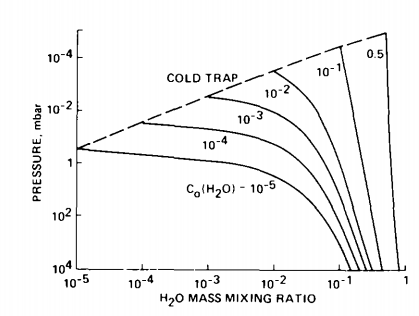 10⁻⁴
10⁻²
1
10²
10⁴
PRESSURE, mbar
COLD TRAP
0.5
10⁻¹
10⁻²
10⁻³
10⁻⁴
Cₒ(H₂O) - 10⁻⁵
10⁻⁵ 10⁻⁴ 10⁻³ 10⁻² 10⁻¹ 1
H₂O MASS MIXING RATIO